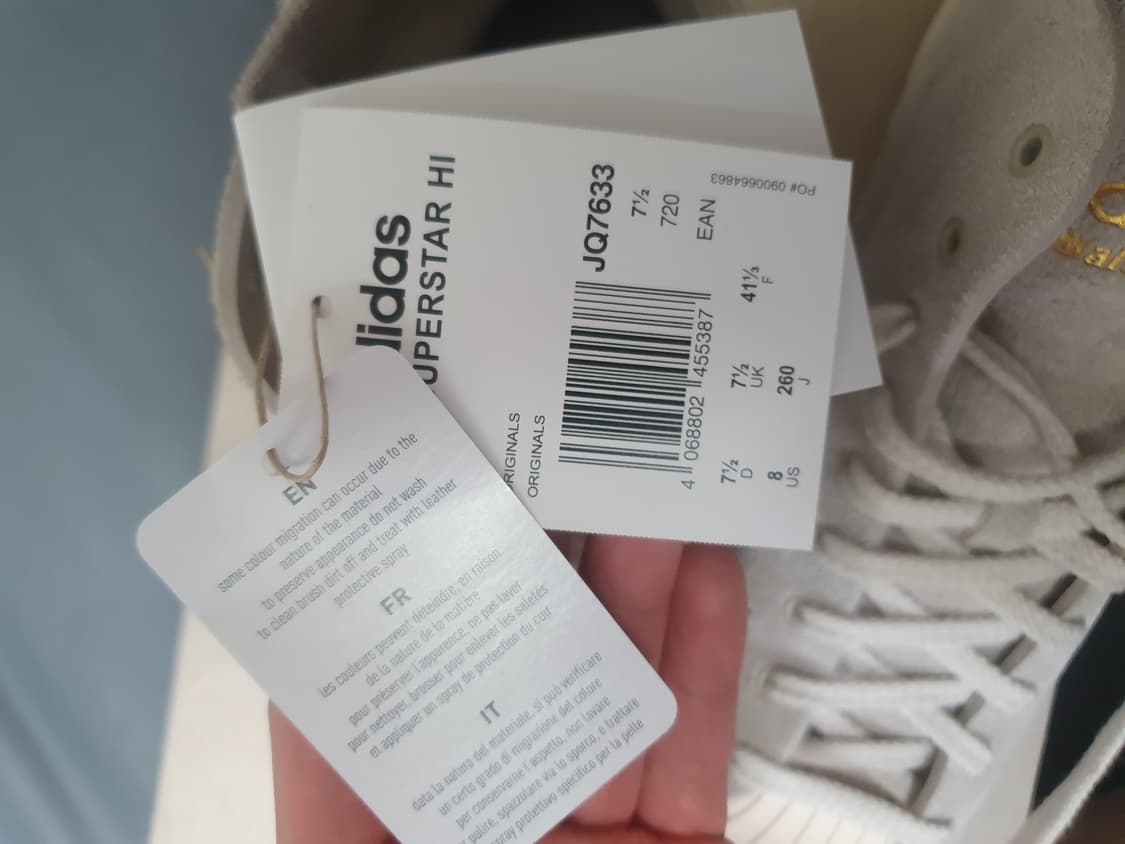 adidas
SUPERSTAR HI
ORIGINALS
ORIGINALS
JQ7633
7½
720
EAN
4 068802 455387
PO# 0900664863
7½
D
7½
UK
41⅓
F
8
US
260
J
EN
some colour migration can occur due to the
nature of the material
to preserve appearance do not wash
to clean brush dirt off and treat with leather
protective spray
FR
les couleurs peuvent déteindre, en raison
de la nature de la matière
pour préserver l'apparence, ne pas laver
pour nettoyer, brosser pour enlever les saletés
et appliquer un spray de protection du cuir
IT
data la natura del materiale, si può verificare
un certo grado di migrazione del colore
per conservarne l'aspetto, non lavare
pulire, spazzolare via lo sporco, e trattare
spray protettivo specifico per la pelle